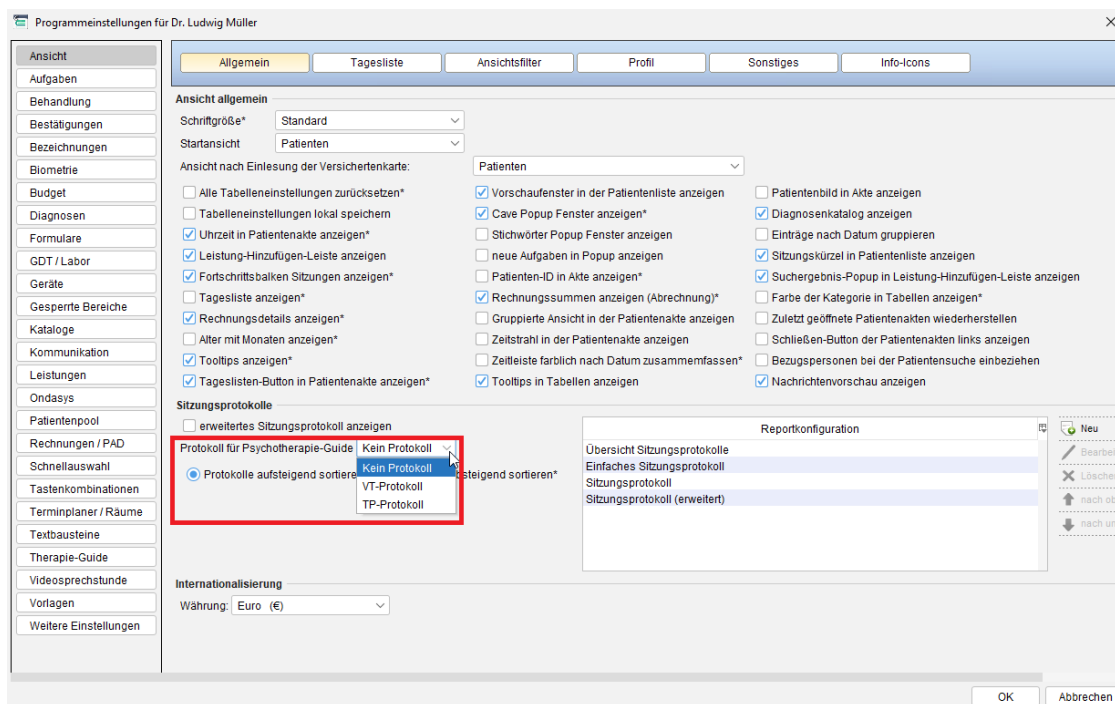 Programmeinstellungen für Dr. Ludwig Müller
Ansicht
Aufgaben
Behandlung
Bestätigungen
Bezeichnungen
Biometrie
Budget
Diagnosen
Formulare
GDT / Labor
Geräte
Gesperrte Bereiche
Kataloge
Kommunikation
Leistungen
Ondasys
Patientenpool
Rechnungen / PAD
Schnellauswahl
Tastenkombinationen
Terminplaner / Räume
Textbausteine
Therapie-Guide
Videosprechstunde
Vorlagen
Weitere Einstellungen
Allgemein Tagesliste Ansichtsfilter Profil Sonstiges Info-Icons
Ansicht allgemein
Schriftgröße* Standard
Startansicht Patienten
Ansicht nach Einlesung der Versichertenkarte: Patienten
Alle Tabelleneinstellungen zurücksetzen* Vorschaufenster in der Patientenliste anzeigen Patientenbild in Akte anzeigen
Tabelleneinstellungen lokal speichern Cave Popup Fenster anzeigen* Diagnosenkatalog anzeigen
Uhrzeit in Patientenakte anzeigen* Stichwörter Popup Fenster anzeigen Einträge nach Datum gruppieren
Leistung-Hinzufügen-Leiste anzeigen neue Aufgaben in Popup anzeigen Sitzungskürzel in Patientenliste anzeigen
Fortschrittsbalken Sitzungen anzeigen* Patienten-ID in Akte anzeigen* Suchergebnis-Popup in Leistung-Hinzufügen-Leiste anzeigen
Tagesliste anzeigen* Rechnungssummen anzeigen (Abrechnung)* Farbe der Kategorie in Tabellen anzeigen*
Rechnungsdetails anzeigen* Gruppierte Ansicht in der Patientenakte anzeigen Zuletzt geöffnete Patientenakten wiederherstellen
Alter mit Monaten anzeigen* Zeitstrahl in der Patientenakte anzeigen Schließen-Button der Patientenakten links anzeigen
Tooltips anzeigen* Zeitleiste farblich nach Datum zusammemfassen* Bezugspersonen bei der Patientensuche einbeziehen
Tageslisten-Button in Patientenakte anzeigen* Tooltips in Tabellen anzeigen Nachrichtenvorschau anzeigen
Sitzungsprotokolle
erweitertes Sitzungsprotokoll anzeigen
Protokoll für Psychotherapie-Guide Kein Protokoll
Kein Protokoll
VT-Protokoll
TP-Protokoll
Protokolle aufsteigend sortiere bsteigend sortieren*
Reportkonfiguration
Übersicht Sitzungsprotokolle
Einfaches Sitzungsprotokoll
Sitzungsprotokoll
Sitzungsprotokoll (erweitert)
Neu
Bearbei
Lösche
nach ob
nach un
Internationalisierung
Währung: Euro (€)
OK Abbrechen